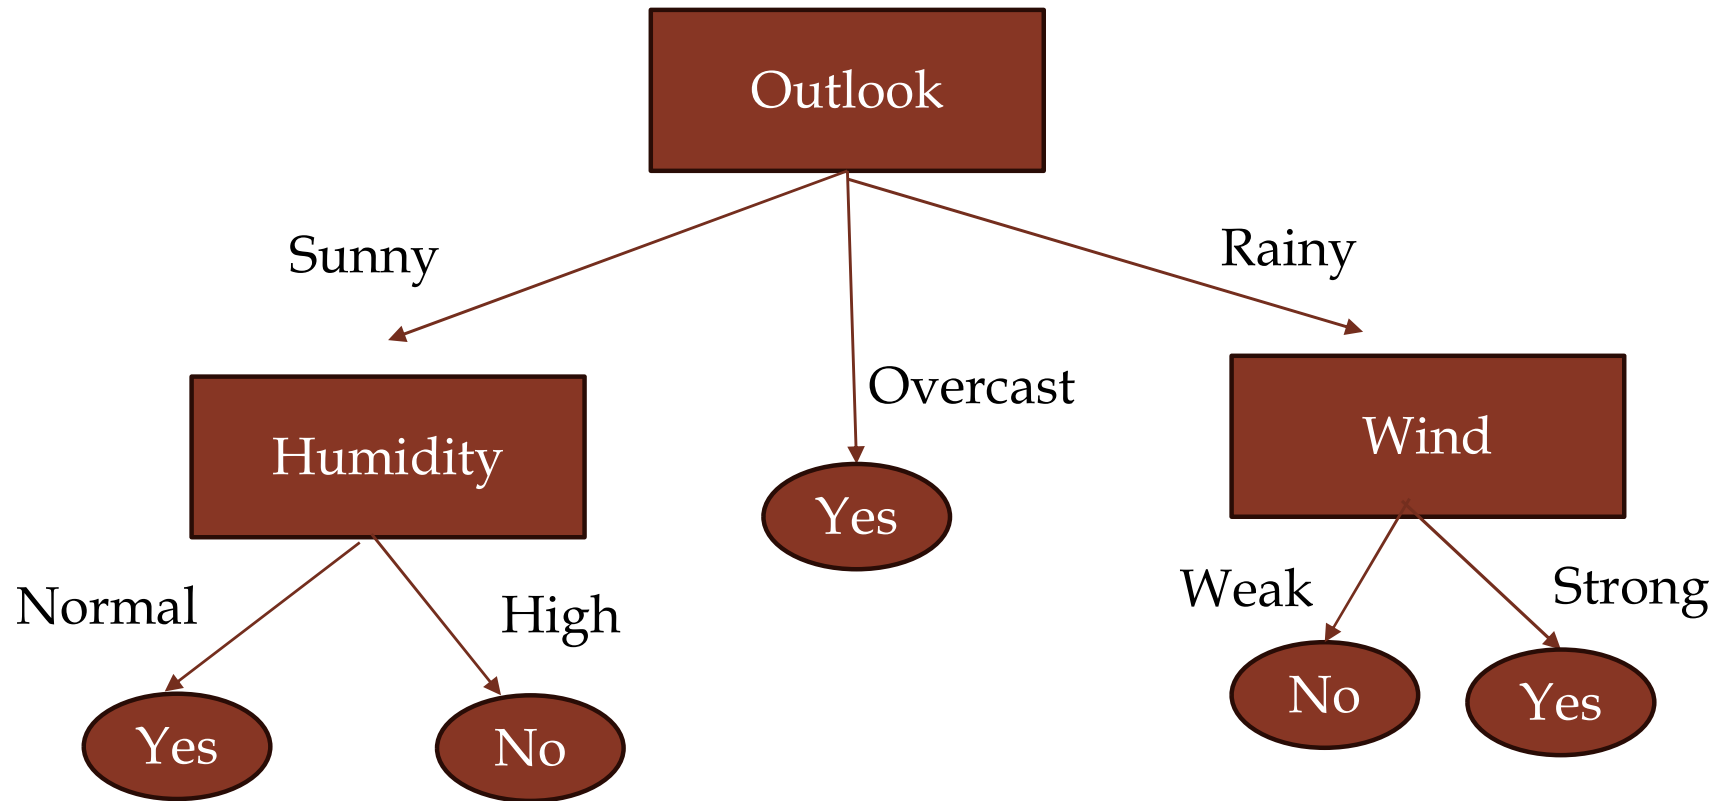 Outlook
Sunny
Rainy
Overcast
Humidity
Wind
Yes
Normal
High
Weak
Strong
Yes
No
No
Yes